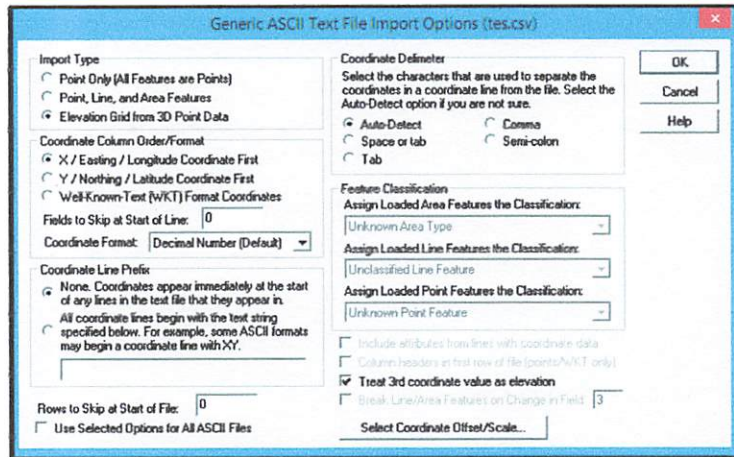 Generic ASCII Text File Import Options (tes.csv)
Import Type
Point Only (All Features are Points)
Point, Line, and Area Features
Elevation Grid from 3D Point Data
Coordinate Column Order/Format
X / Easting / Longitude Coordinate First
Y / Northing / Latitude Coordinate First
Well-Known-Text (WKT) Format Coordinates
Fields to Skip at Start of Line: 0
Coordinate Format: Decimal Number (Default)
Coordinate Line Prefix
None. Coordinates appear immediately at the start
of any lines in the text file that they appear in.
All coordinate lines begin with the text string
specified below. For example, some ASCII formats
may begin a coordinate line with XY.
Rows to Skip at Start of File: 0
Use Selected Options for All ASCII Files
Coordinate Delimeter
Select the characters that are used to separate the
coordinates in a coordinate line from the file. Select the
Auto-Detect option if you are not sure.
Auto-Detect
Comma
Space or tab
Semi-colon
Tab
Feature Classification
Assign Loaded Area Features the Classification:
Unknown Area Type
Assign Loaded Line Features the Classification:
Unclassified Line Feature
Assign Loaded Point Features the Classification:
Unknown Point Feature
Include attributes from lines with coordinate data
Column headers in first row of file (points/WKT only)
Treat 3rd coordinate value as elevation
Break Line/Area Features on Change in Field 3
Select Coordinate Offset/Scale...
OK
Cancel
Help